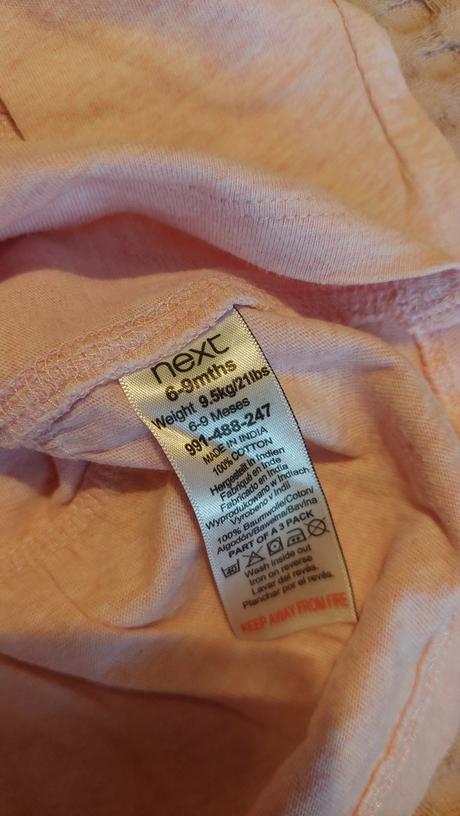 next
6-9mths
Weight 9.5kg/21lbs
6-9 Meses
991-488-247
MADE IN INDIA
100% COTTON
Hergestellt in Indien
Fabriqué en Inde
Fabricado en India
Wyprodukowano w Indiach
Vyrobeno v Indii
100% Baumwolle/Coton/
Algodón/Bawełna/Bavlna
PART OF A 3 PACK
40
Wash inside out
Iron on reverse
Lavar del revés.
Planchar por el revés.
KEEP AWAY FROM FIRE